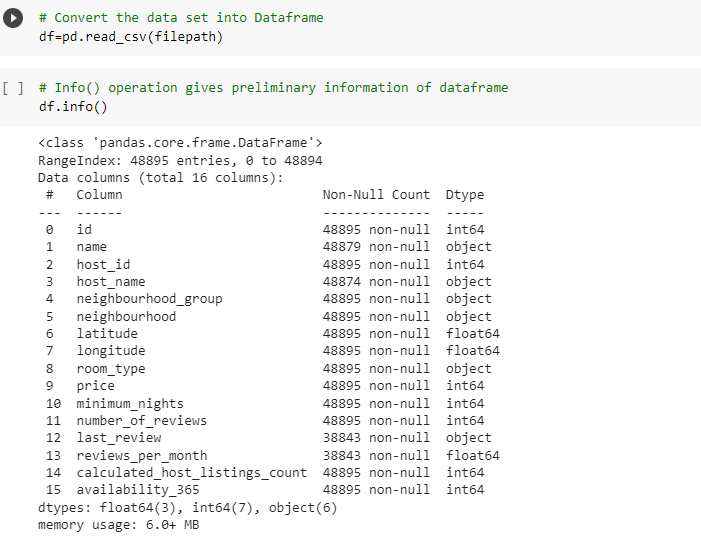 # Convert the data set into Dataframe
df=pd.read_csv(filepath)
[ ] # Info() operation gives preliminary information of dataframe
df.info()
<class 'pandas.core.frame.DataFrame'>
RangeIndex: 48895 entries, 0 to 48894
Data columns (total 16 columns):
 #   Column                          Non-Null Count  Dtype
---  ------                          --------------  -----
 0   id                              48895 non-null  int64
 1   name                            48879 non-null  object
 2   host_id                         48895 non-null  int64
 3   host_name                       48874 non-null  object
 4   neighbourhood_group             48895 non-null  object
 5   neighbourhood                   48895 non-null  object
 6   latitude                        48895 non-null  float64
 7   longitude                       48895 non-null  float64
 8   room_type                       48895 non-null  object
 9   price                           48895 non-null  int64
 10  minimum_nights                  48895 non-null  int64
 11  number_of_reviews               48895 non-null  int64
 12  last_review                     38843 non-null  object
 13  reviews_per_month               38843 non-null  float64
 14  calculated_host_listings_count  48895 non-null  int64
 15  availability_365                48895 non-null  int64
dtypes: float64(3), int64(7), object(6)
memory usage: 6.0+ MB